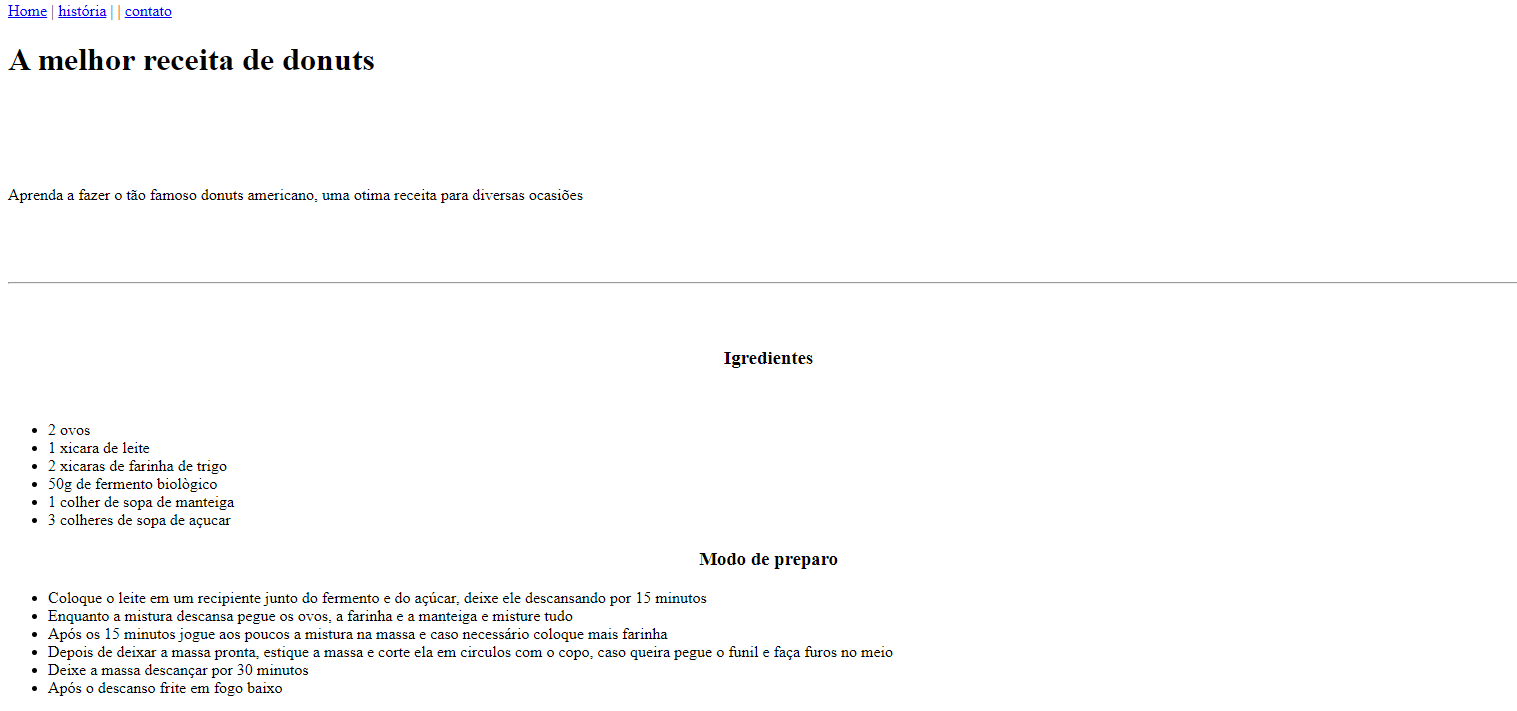 Home | história | | contato
A melhor receita de donuts
Aprenda a fazer o tão famoso donuts americano, uma otima receita para diversas ocasiões
Igredientes
• 2 ovos
• 1 xicara de leite
• 2 xicaras de farinha de trigo
• 50g de fermento biològico
• 1 colher de sopa de manteiga
• 3 colheres de sopa de açucar
Modo de preparo
• Coloque o leite em um recipiente junto do fermento e do açúcar, deixe ele descansando por 15 minutos
• Enquanto a mistura descansa pegue os ovos, a farinha e a manteiga e misture tudo
• Após os 15 minutos jogue aos poucos a mistura na massa e caso necessário coloque mais farinha
• Depois de deixar a massa pronta, estique a massa e corte ela em circulos com o copo, caso queira pegue o funil e faça furos no meio
• Deixe a massa descançar por 30 minutos
• Após o descanso frite em fogo baixo